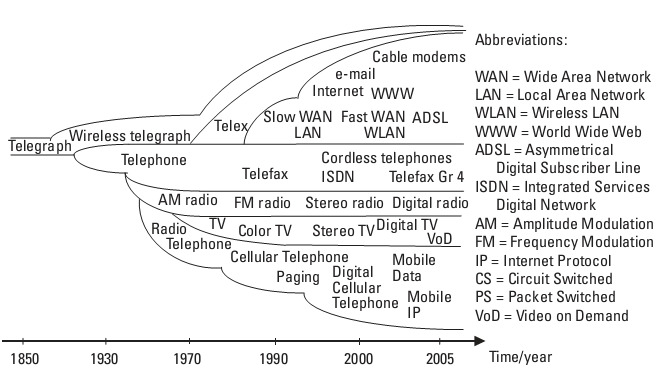 Telegraph
Wireless telegraph
Telex
Slow WAN
LAN
Internet
e-mail
WWW
Cable modems
Fast WAN
WLAN
ADSL
Telephone
Telefax
Cordless telephones
ISDN
Telefax Gr 4
AM radio
FM radio
Stereo radio
Digital radio
TV
Color TV
Stereo TV
Digital TV
VoD
Radio
Telephone
Cellular Telephone
Paging
Digital
Cellular
Telephone
Mobile
Data
Mobile
IP
1850
1930
1970
1990
2000
2005
Time/year
Abbreviations:
WAN = Wide Area Network
LAN = Local Area Network
WLAN = Wireless LAN
WWW = World Wide Web
ADSL = Asymmetrical
Digital Subscriber Line
ISDN = Integrated Services
Digital Network
AM = Amplitude Modulation
FM = Frequency Modulation
IP = Internet Protocol
CS = Circuit Switched
PS = Packet Switched
VoD = Video on Demand